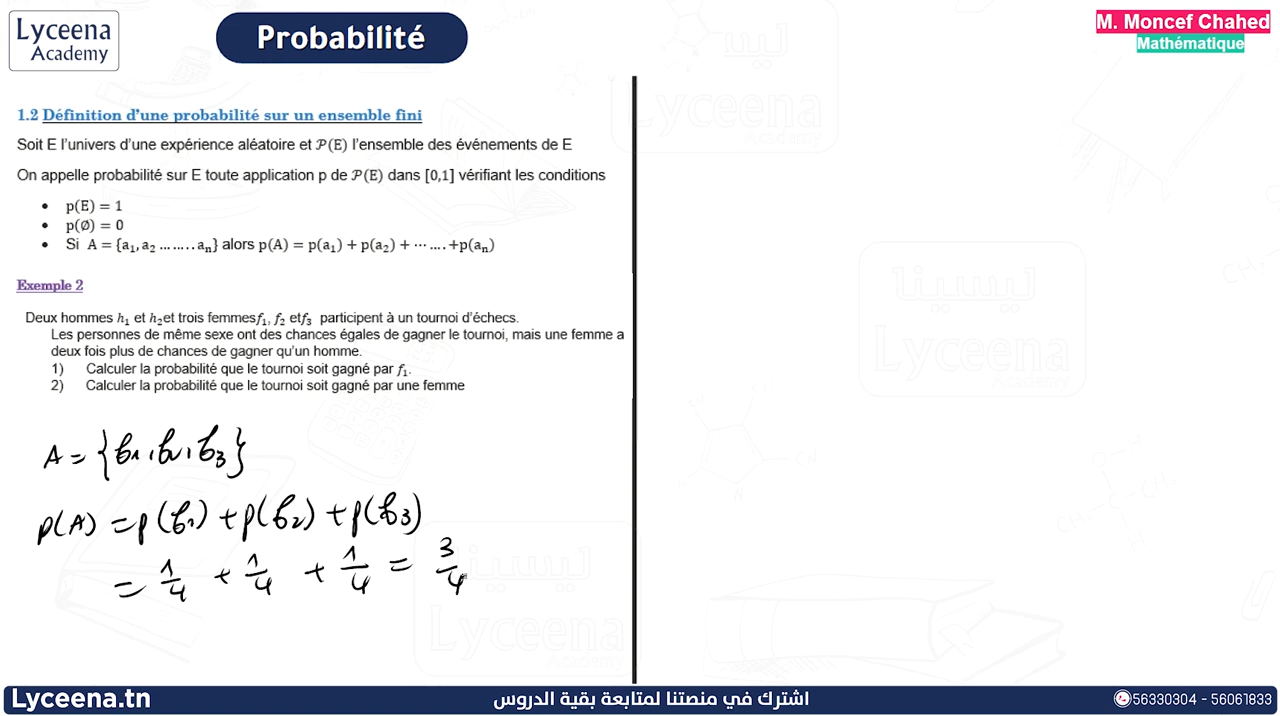 Lyceena
Academy
Probabilité
M. Moncef Chahed
Mathématique
1.2 Définition d'une probabilité sur un ensemble fini
Soit E l'univers d'une expérience aléatoire et 𝒫(E) l'ensemble des événements de E
On appelle probabilité sur E toute application p de 𝒫(E) dans [0,1] vérifiant les conditions
• p(E) = 1
• p(∅) = 0
• Si A = {a₁, a₂ …….. aₙ} alors p(A) = p(a₁) + p(a₂) + ⋯ …. +p(aₙ)
Exemple 2
Deux hommes h₁ et h₂et trois femmesf₁, f₂ etf₃ participent à un tournoi d'échecs.
Les personnes de même sexe ont des chances égales de gagner le tournoi, mais une femme a
deux fois plus de chances de gagner qu'un homme.
1) Calculer la probabilité que le tournoi soit gagné par f₁.
2) Calculer la probabilité que le tournoi soit gagné par une femme
A = {f₁, f₂, f₃}
p(A) = p(f₁) + p(f₂) + p(f₃)
= 1/4 + 1/4 + 1/4 = 3/4
لیسینا
Lyceena
Academy
Lyceena.tn
اشترك في منصتنا لمتابعة بقية الدروس
56330304 - 56061833